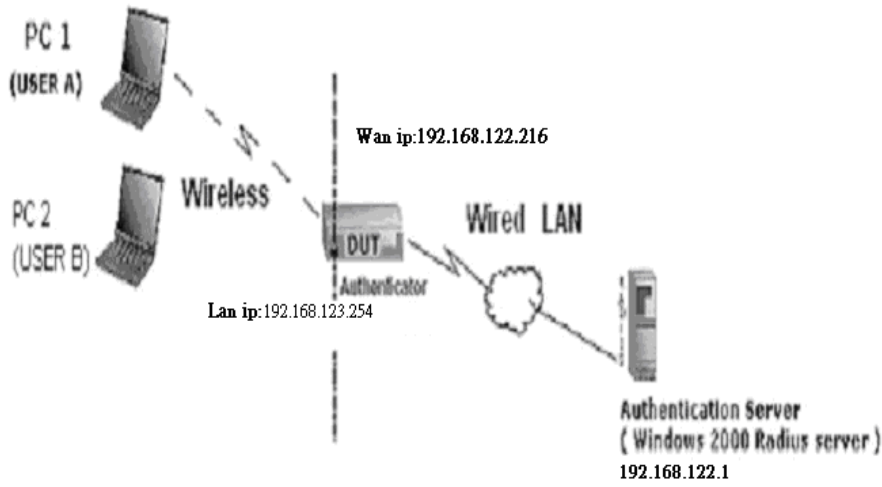 PC 1
(USER A)
Wan ip:192.168.122.216
Wireless
PC 2
(USER B)
Wired LAN
DUT
Authenticator
Lan ip:192.168.123.254
Authentication Server
( Windows 2000 Radius server )
192.168.122.1